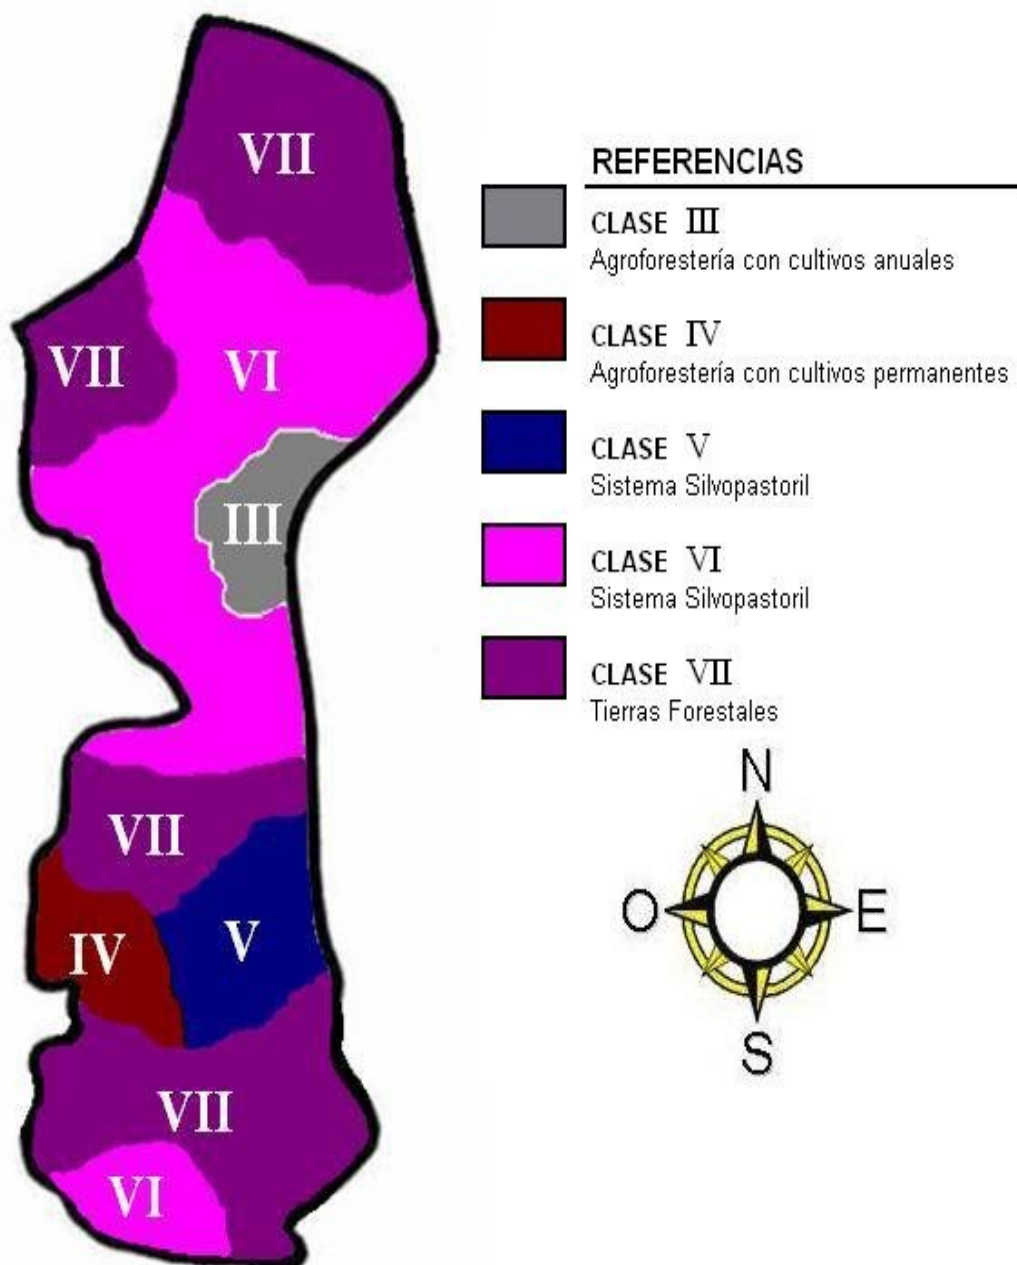 VII
VII
VI
III
VII
IV
V
VII
VI
REFERENCIAS
CLASE III
Agroforestería con cultivos anuales
CLASE IV
Agroforestería con cultivos permanentes
CLASE V
Sistema Silvopastoril
CLASE VI
Sistema Silvopastoril
CLASE VII
Tierras Forestales
N
O
E
S